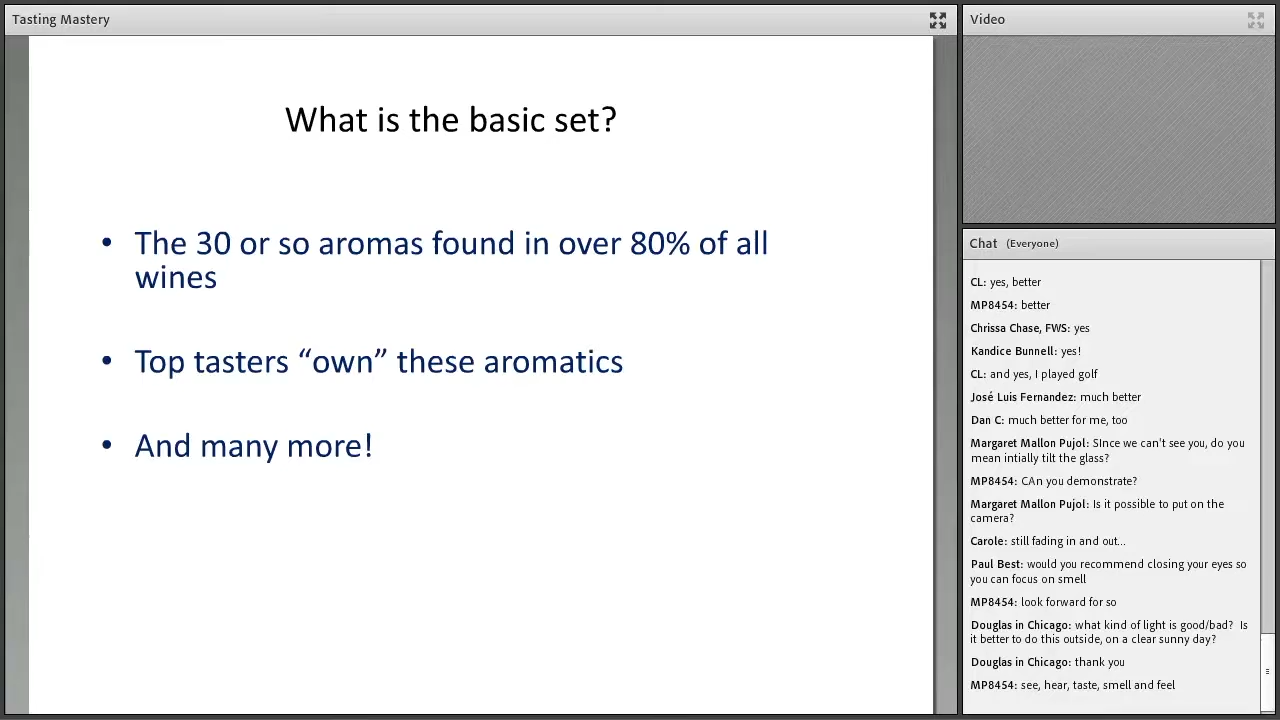 Tasting Mastery
What is the basic set?
• The 30 or so aromas found in over 80% of all
wines
• Top tasters “own” these aromatics
• And many more!
Video
Chat (Everyone)
CL: yes, better
MP8454: better
Chrissa Chase, FWS: yes
Kandice Bunnell: yes!
CL: and yes, I played golf
José Luis Fernandez: much better
Dan C: much better for me, too
Margaret Mallon Pujol: SInce we can't see you, do you
mean intially tilt the glass?
MP8454: CAn you demonstrate?
Margaret Mallon Pujol: Is it possible to put on the
camera?
Carole: still fading in and out...
Paul Best: would you recommend closing your eyes so
you can focus on smell
MP8454: look forward for so
Douglas in Chicago: what kind of light is good/bad? Is
it better to do this outside, on a clear sunny day?
Douglas in Chicago: thank you
MP8454: see, hear, taste, smell and feel